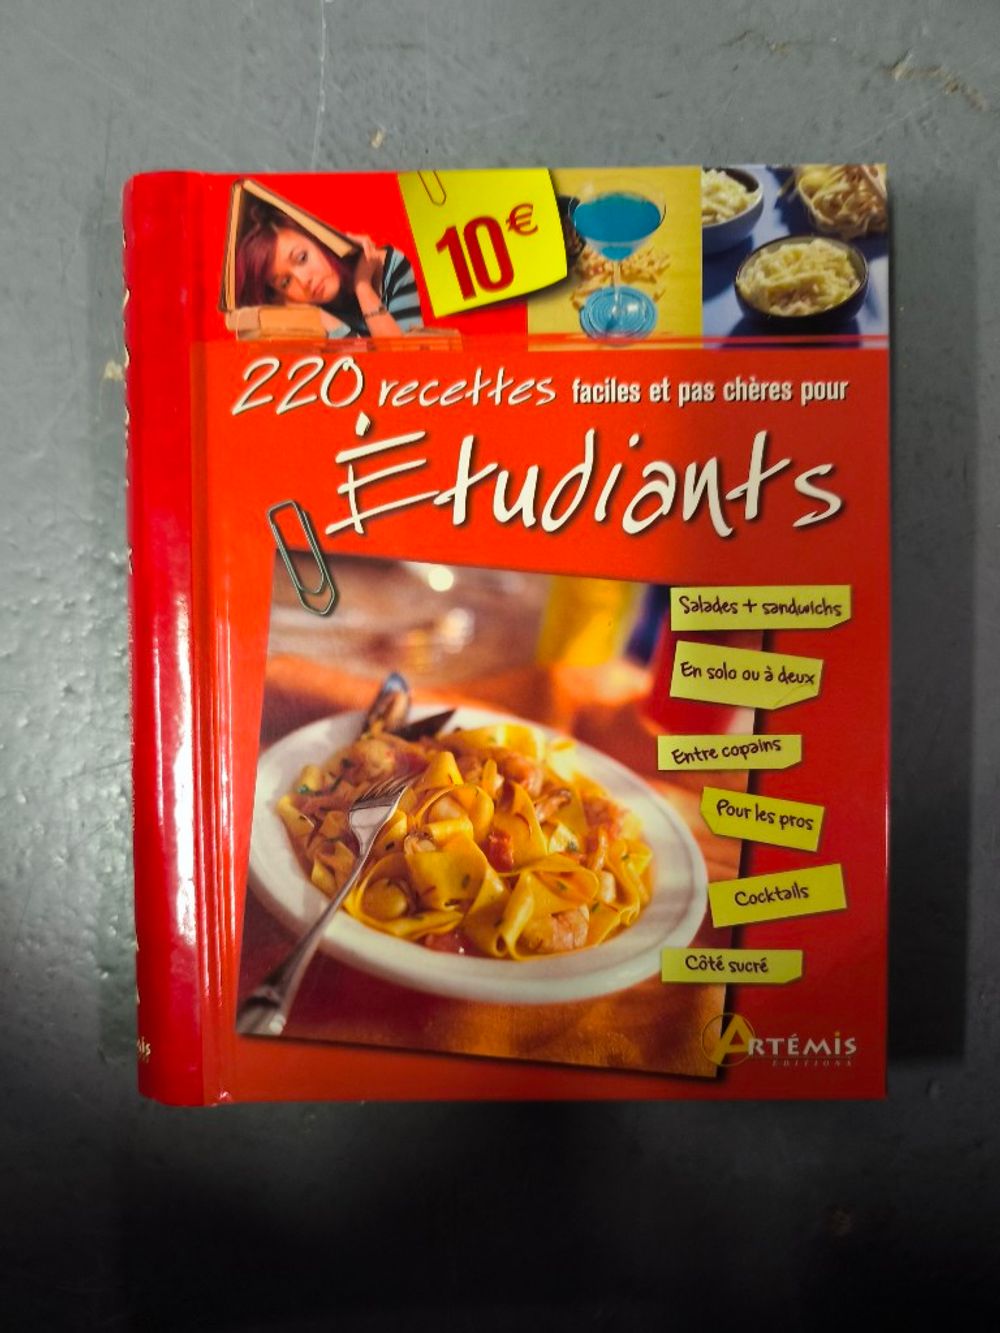 10€
220 recettes faciles et pas chères pour
Étudiants
Salades + sandwichs
En solo ou à deux
Entre copains
Pour les pros
Cocktails
Côté sucré
ARTÉMIS
ÉDITIONS